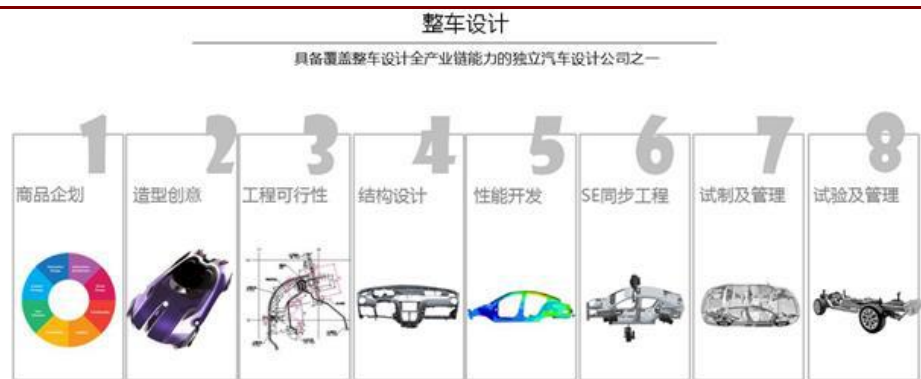 整车设计
具备覆盖整车设计全产业链能力的独立汽车设计公司之一
1
商品企划
2
造型创意
3
工程可行性
4
结构设计
5
性能开发
6
SE同步工程
7
试制及管理
8
试验及管理